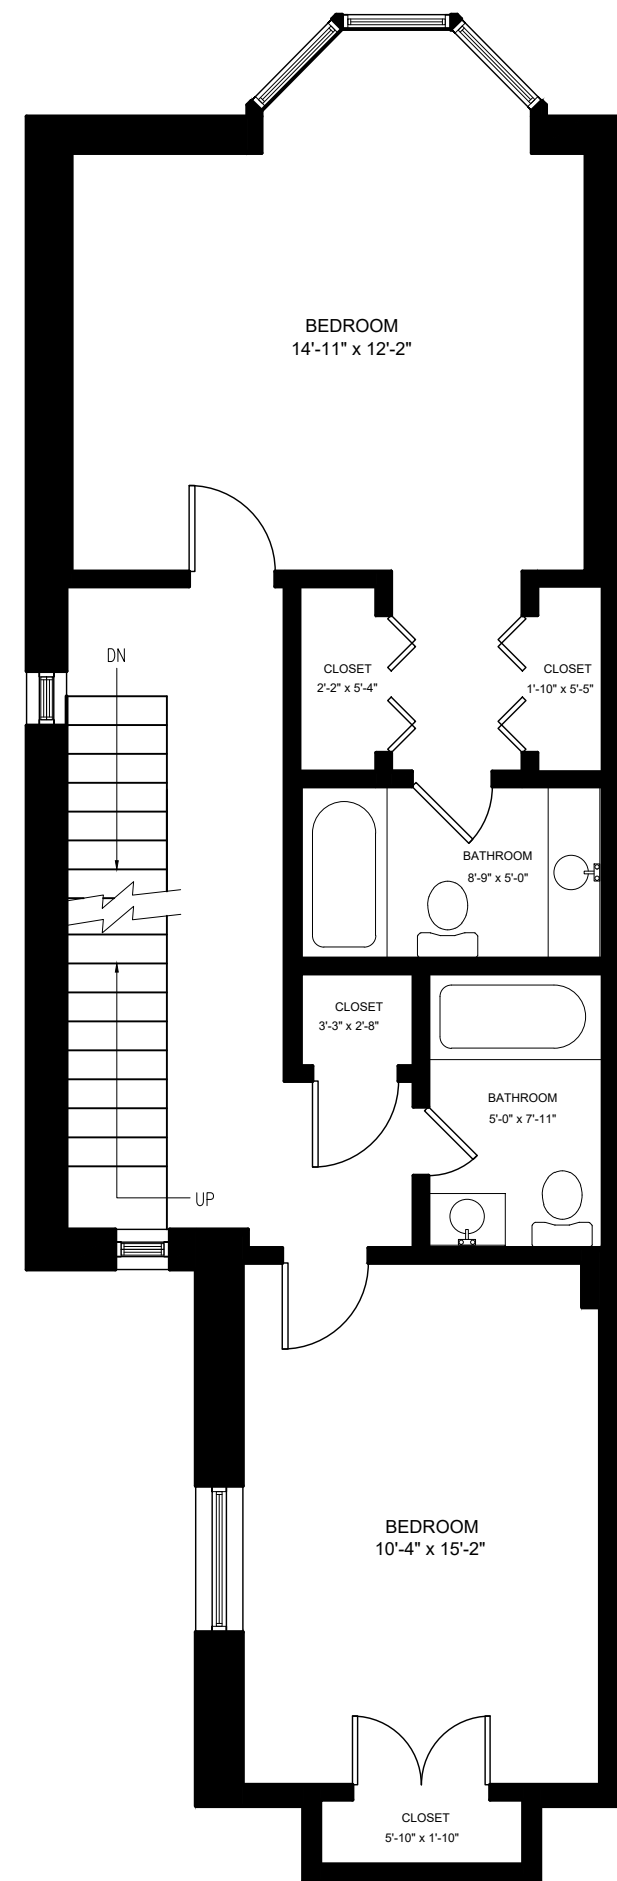 BEDROOM
14'-11" x 12'-2"
DN
CLOSET
2'-2" x 5'-4"
CLOSET
1'-10" x 5'-5"
BATHROOM
8'-9" x 5'-0"
CLOSET
3'-3" x 2'-8"
BATHROOM
5'-0" x 7'-11"
UP
BEDROOM
10'-4" x 15'-2"
CLOSET
5'-10" x 1'-10"